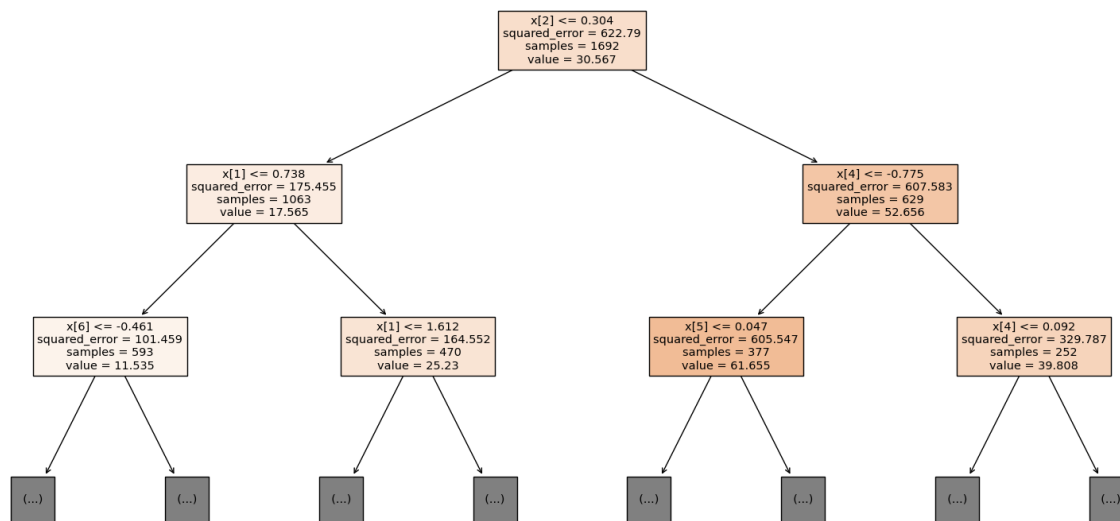 x[2] <= 0.304
squared_error = 622.79
samples = 1692
value = 30.567
x[1] <= 0.738
squared_error = 175.455
samples = 1063
value = 17.565
x[4] <= -0.775
squared_error = 607.583
samples = 629
value = 52.656
x[6] <= -0.461
squared_error = 101.459
samples = 593
value = 11.535
x[1] <= 1.612
squared_error = 164.552
samples = 470
value = 25.23
x[5] <= 0.047
squared_error = 605.547
samples = 377
value = 61.655
x[4] <= 0.092
squared_error = 329.787
samples = 252
value = 39.808
(...)
(...)
(...)
(...)
(...)
(...)
(...)
(...)